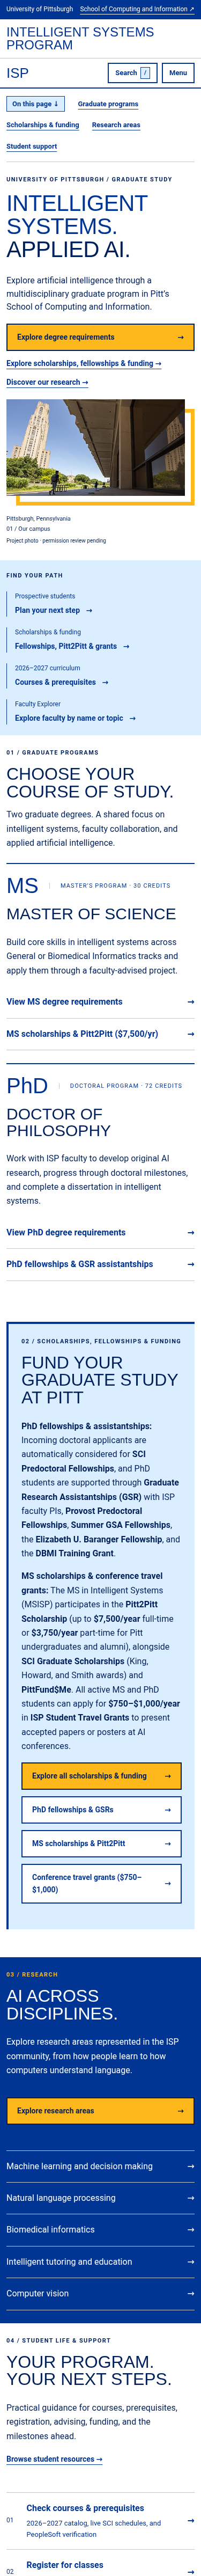 University of Pittsburgh School of Computing and Information ↗
INTELLIGENT SYSTEMS
PROGRAM
ISP
Search /
Menu
On this page ↓
Graduate programs
Scholarships & funding
Research areas
Student support
UNIVERSITY OF PITTSBURGH / GRADUATE STUDY
INTELLIGENT
SYSTEMS.
APPLIED AI.
Explore artificial intelligence through a
multidisciplinary graduate program in Pitt's
School of Computing and Information.
Explore degree requirements →
Explore scholarships, fellowships & funding →
Discover our research →
Pittsburgh, Pennsylvania
01 / Our campus
Project photo · permission review pending
FIND YOUR PATH
Prospective students
Plan your next step →
Scholarships & funding
Fellowships, Pitt2Pitt & grants →
2026–2027 curriculum
Courses & prerequisites →
Faculty Explorer
Explore faculty by name or topic →
01 / GRADUATE PROGRAMS
CHOOSE YOUR
COURSE OF STUDY.
Two graduate degrees. A shared focus on
intelligent systems, faculty collaboration, and
applied artificial intelligence.
MS MASTER'S PROGRAM · 30 CREDITS
MASTER OF SCIENCE
Build core skills in intelligent systems across
General or Biomedical Informatics tracks and
apply them through a faculty-advised project.
View MS degree requirements →
MS scholarships & Pitt2Pitt ($7,500/yr) →
PhD DOCTORAL PROGRAM · 72 CREDITS
DOCTOR OF
PHILOSOPHY
Work with ISP faculty to develop original AI
research, progress through doctoral milestones,
and complete a dissertation in intelligent
systems.
View PhD degree requirements →
PhD fellowships & GSR assistantships →
02 / SCHOLARSHIPS, FELLOWSHIPS & FUNDING
FUND YOUR
GRADUATE STUDY
AT PITT
PhD fellowships & assistantships:
Incoming doctoral applicants are
automatically considered for SCI
Predoctoral Fellowships, and PhD
students are supported through Graduate
Research Assistantships (GSR) with ISP
faculty PIs, Provost Predoctoral
Fellowships, Summer GSA Fellowships,
the Elizabeth U. Baranger Fellowship, and
the DBMI Training Grant.
MS scholarships & conference travel
grants: The MS in Intelligent Systems
(MSISP) participates in the Pitt2Pitt
Scholarship (up to $7,500/year full-time
or $3,750/year part-time for Pitt
undergraduates and alumni), alongside
SCI Graduate Scholarships (King,
Howard, and Smith awards) and
PittFund$Me. All active MS and PhD
students can apply for $750–$1,000/year
in ISP Student Travel Grants to present
accepted papers or posters at AI
conferences.
Explore all scholarships & funding →
PhD fellowships & GSRs →
MS scholarships & Pitt2Pitt →
Conference travel grants ($750–
$1,000) →
03 / RESEARCH
AI ACROSS
DISCIPLINES.
Explore research areas represented in the ISP
community, from how people learn to how
computers understand language.
Explore research areas →
Machine learning and decision making →
Natural language processing →
Biomedical informatics →
Intelligent tutoring and education →
Computer vision →
04 / STUDENT LIFE & SUPPORT
YOUR PROGRAM.
YOUR NEXT STEPS.
Practical guidance for courses, prerequisites,
registration, advising, funding, and the
milestones ahead.
Browse student resources →
Check courses & prerequisites
01 2026–2027 catalog, live SCI schedules, and →
PeopleSoft verification
Register for classes
02 →